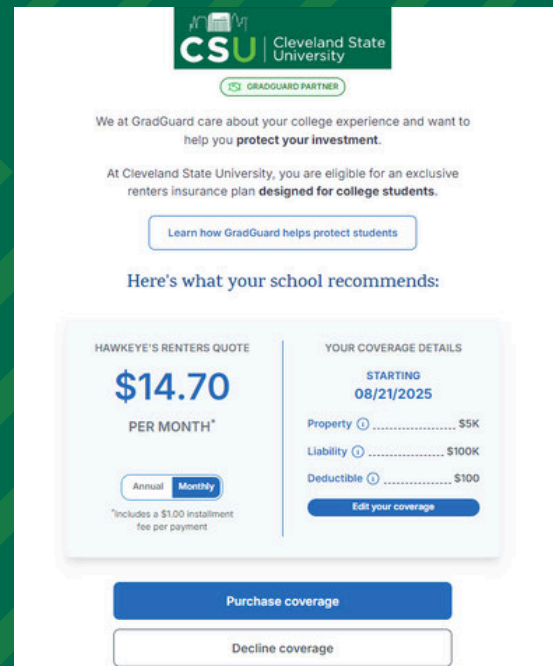 CSU
Cleveland State
University
GRADGUARD PARTNER
We at GradGuard care about your college experience and want to
help you protect your investment.
At Cleveland State University, you are eligible for an exclusive
renters insurance plan designed for college students.
Learn how GradGuard helps protect students
Here's what your school recommends:
HAWKEYE'S RENTERS QUOTE
$14.70
PER MONTH*
Annual Monthly
*Includes a $1.00 installment
fee per payment
YOUR COVERAGE DETAILS
STARTING
08/21/2025
Property $5K
Liability $100K
Deductible $100
Edit your coverage
Purchase coverage
Decline coverage